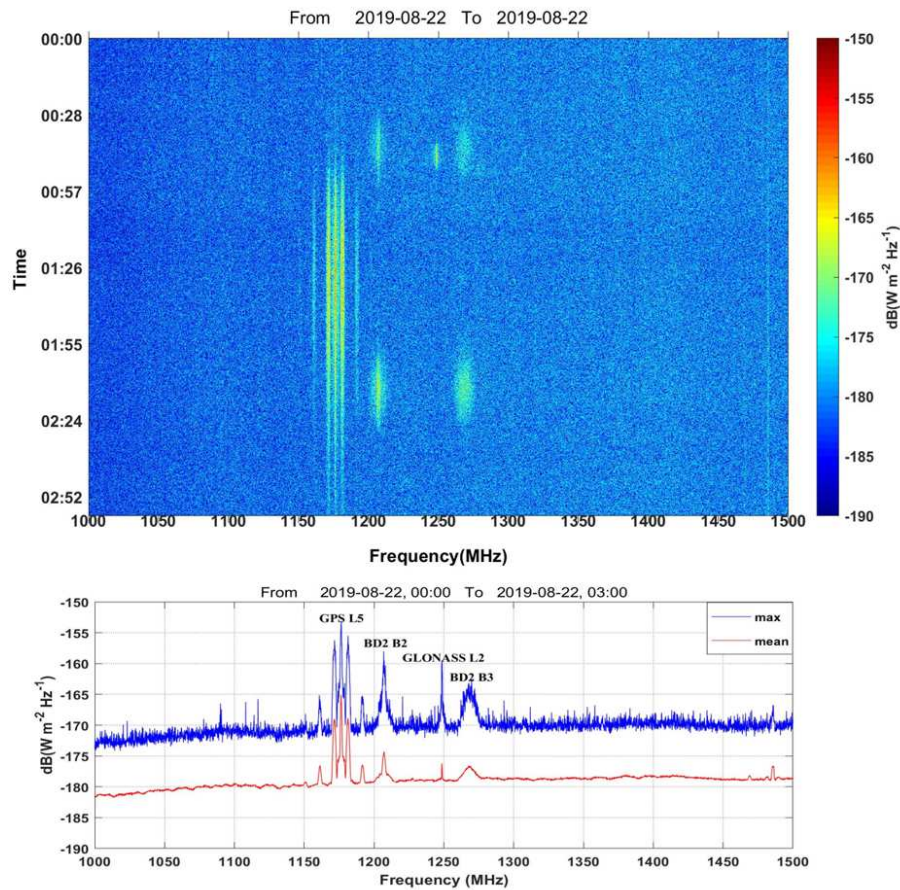 From 2019-08-22 To 2019-08-22
00:00
00:28
00:57
01:26
01:55
02:24
02:52
Time
1000 1050 1100 1150 1200 1250 1300 1350 1400 1450 1500
Frequency(MHz)
-150
-155
-160
-165
-170
-175
-180
-185
-190
dB(W m-2 Hz-1)
From 2019-08-22, 00:00 To 2019-08-22, 03:00
-150
-155
-160
-165
-170
-175
-180
-185
-190
dB(W m-2 Hz-1)
GPS L5
BD2 B2
GLONASS L2
BD2 B3
max
mean
1000 1050 1100 1150 1200 1250 1300 1350 1400 1450 1500
Frequency (MHz)